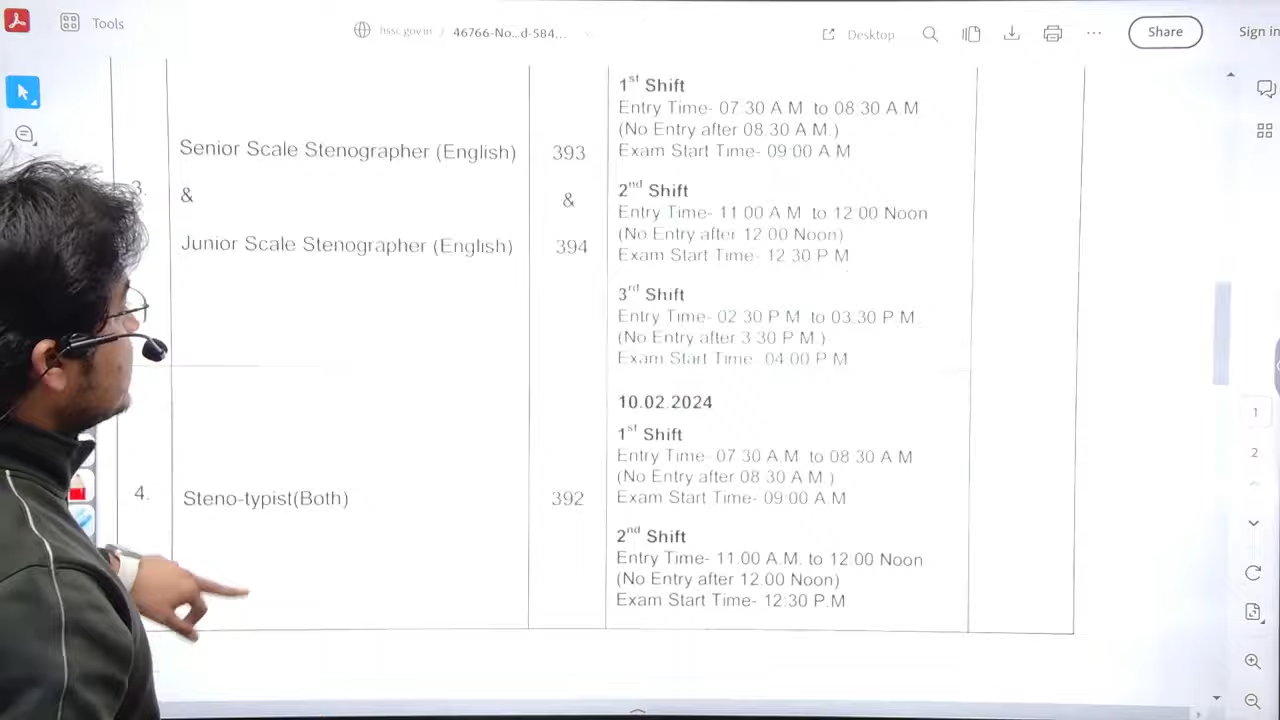 Tools
hssc.gov.in / 46766-No...d-584...
Desktop
Share
Sign in
3.
Senior Scale Stenographer (English)
&
Junior Scale Stenographer (English)
393
&
394
1st Shift
Entry Time- 07 30 A M to 08 30 A M
(No Entry after 08.30 A M.)
Exam Start Time- 09 00 A M
2nd Shift
Entry Time- 11 00 A M to 12 00 Noon
(No Entry after 12 00 Noon)
Exam Start Time- 12 30 P M
3rd Shift
Entry Time- 02 30 P M to 03.30 P M.
(No Entry after 3 30 P M )
Exam Start Time 04 00 P M
4.
Steno-typist(Both)
392
10.02.2024
1st Shift
Entry Time- 07 30 A.M to 08 30 A M
(No Entry after 08 30 A M )
Exam Start Time- 09:00 A M
2nd Shift
Entry Time- 11.00 A.M. to 12.00 Noon
(No Entry after 12.00 Noon)
Exam Start Time- 12:30 P.M
1
2